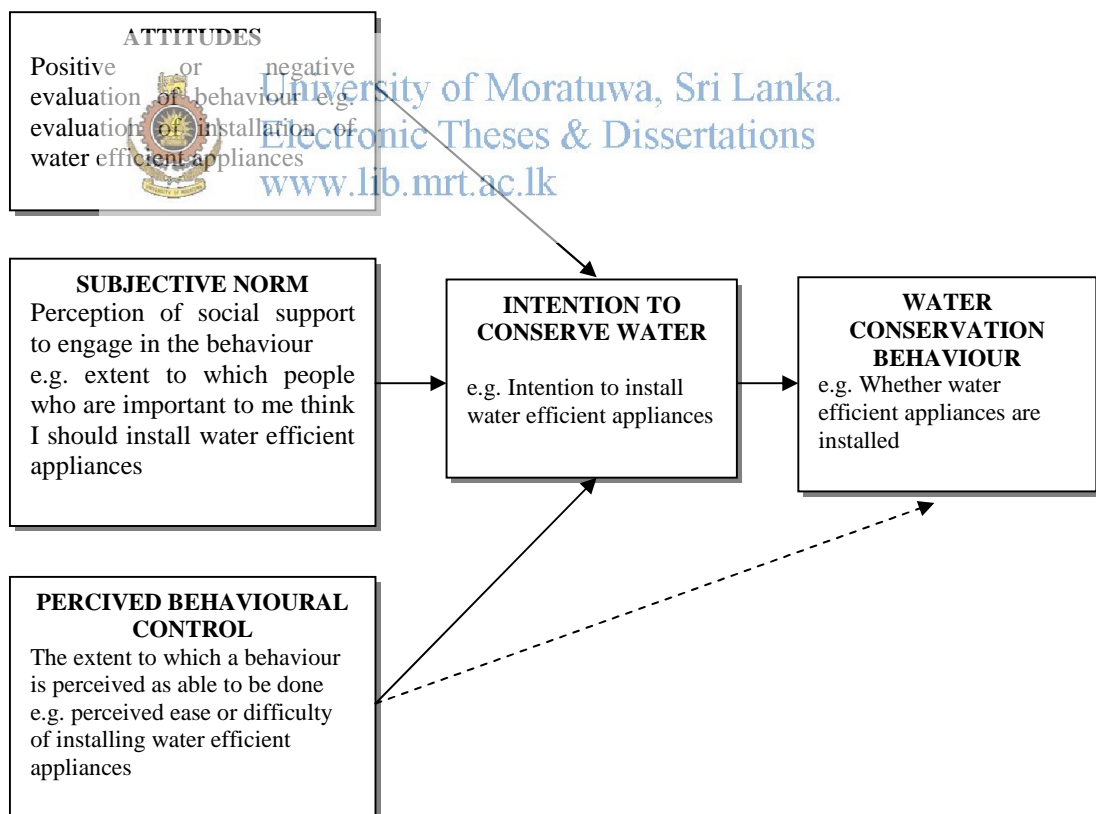 ATTITUDES
Positive or negative
evaluation of behaviour e.g.
evaluation of installation of
water efficient appliances
University of Moratuwa, Sri Lanka.
Electronic Theses & Dissertations
www.lib.mrt.ac.lk
SUBJECTIVE NORM
Perception of social support
to engage in the behaviour
e.g. extent to which people
who are important to me think
I should install water efficient
appliances
INTENTION TO
CONSERVE WATER
e.g. Intention to install
water efficient appliances
WATER
CONSERVATION
BEHAVIOUR
e.g. Whether water
efficient appliances are
installed
PERCIVED BEHAVIOURAL
CONTROL
The extent to which a behaviour
is perceived as able to be done
e.g. perceived ease or difficulty
of installing water efficient
appliances